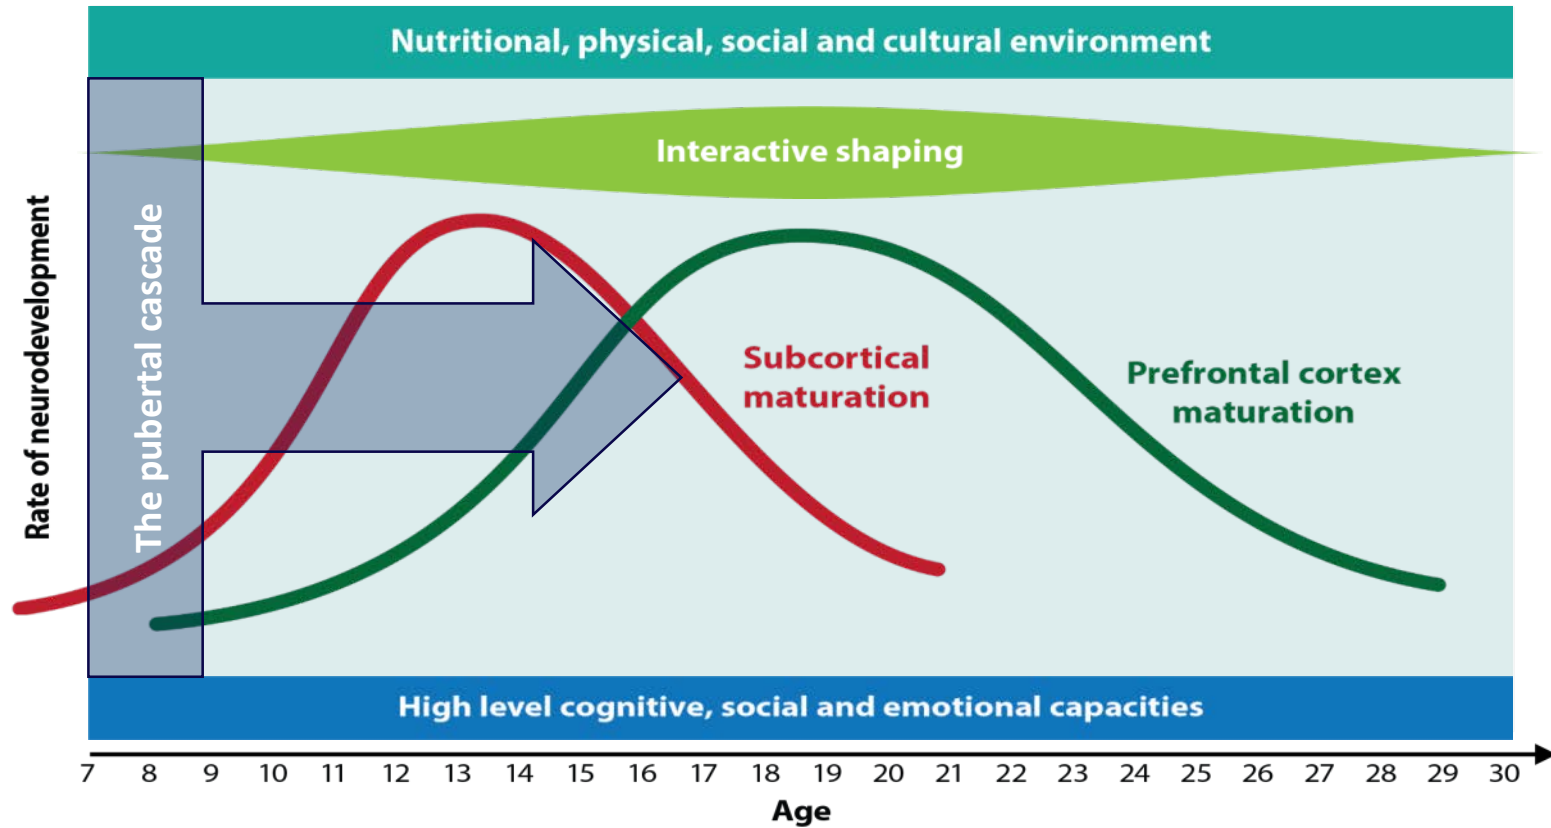 Nutritional, physical, social and cultural environment
Interactive shaping
Rate of neurodevelopment
The pubertal cascade
Subcortical
maturation
Prefrontal cortex
maturation
High level cognitive, social and emotional capacities
7 8 9 10 11 12 13 14 15 16 17 18 19 20 21 22 23 24 25 26 27 28 29 30
Age